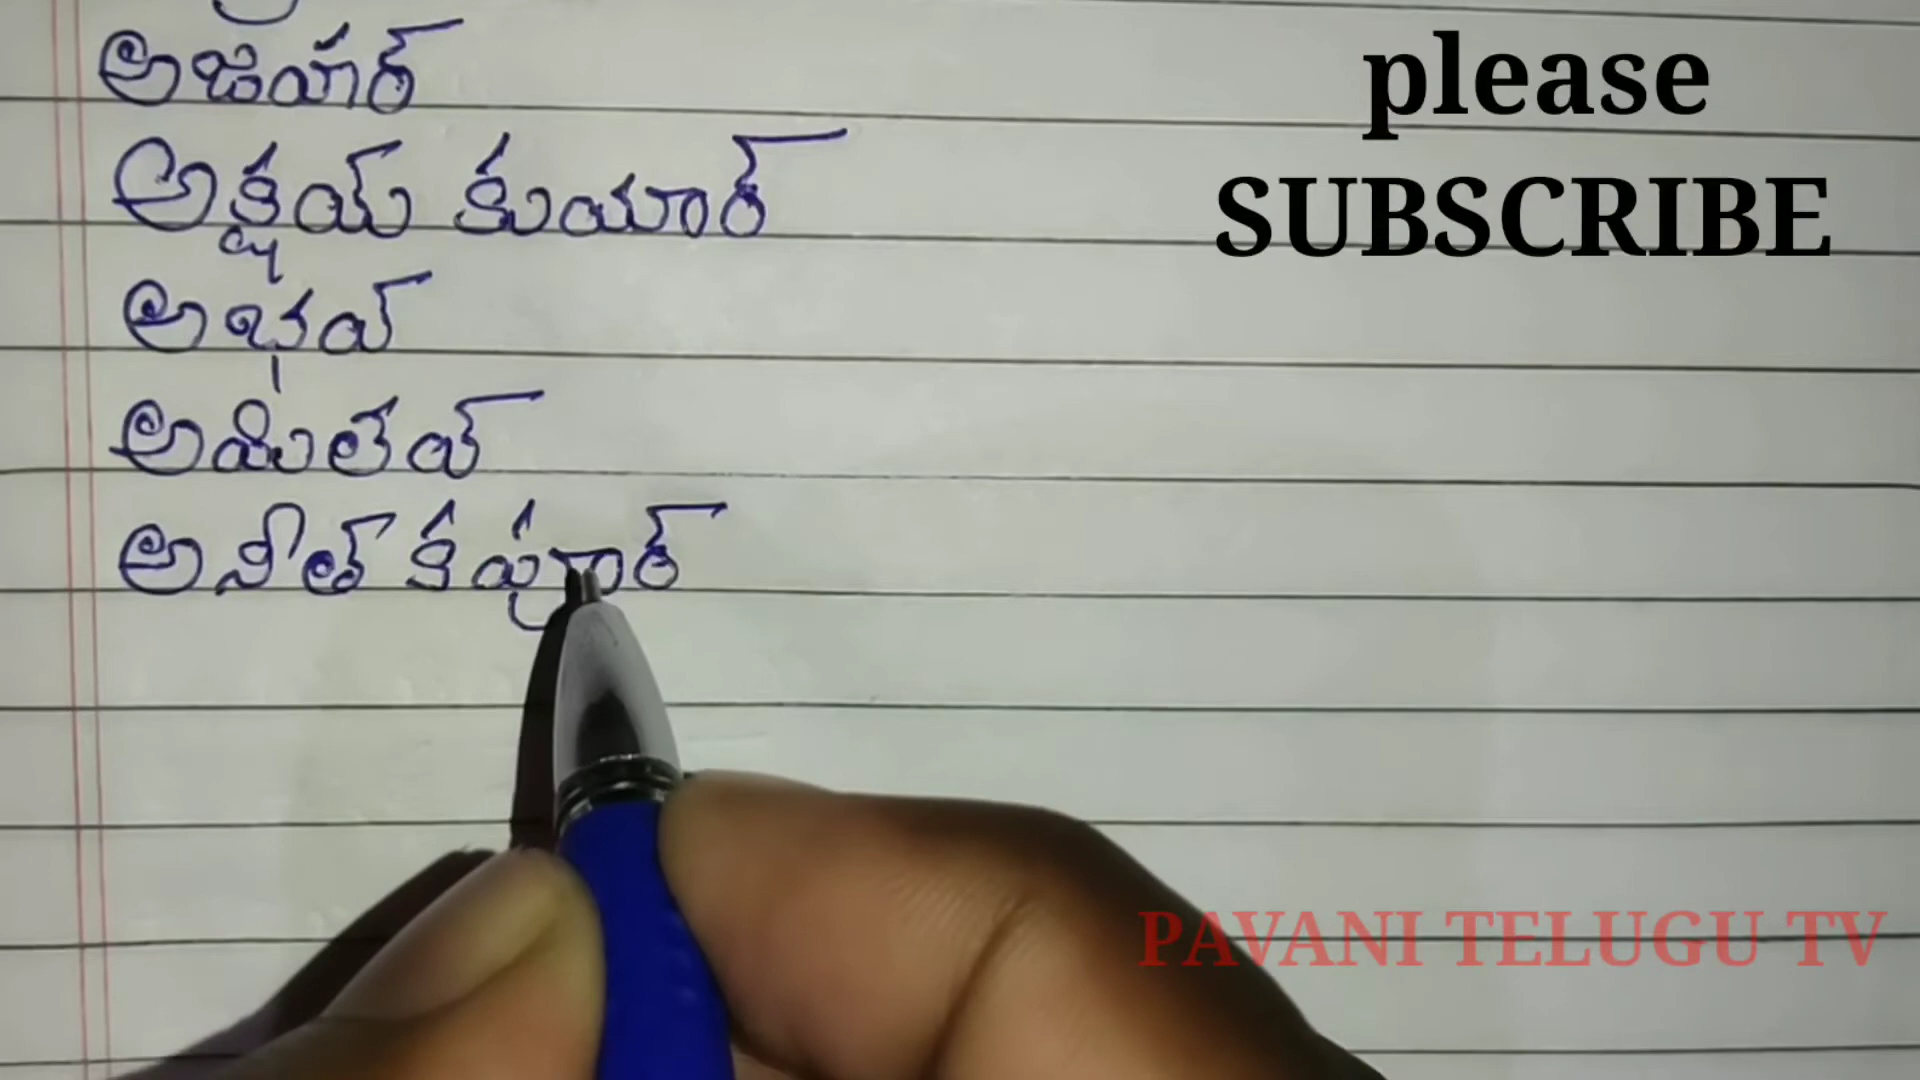 అజహర్
please
అక్షయ్ కుమార్
SUBSCRIBE
అభయ్
అమిలేయ్
అనీల్ కపూర్
PAVANI TELUGU TV